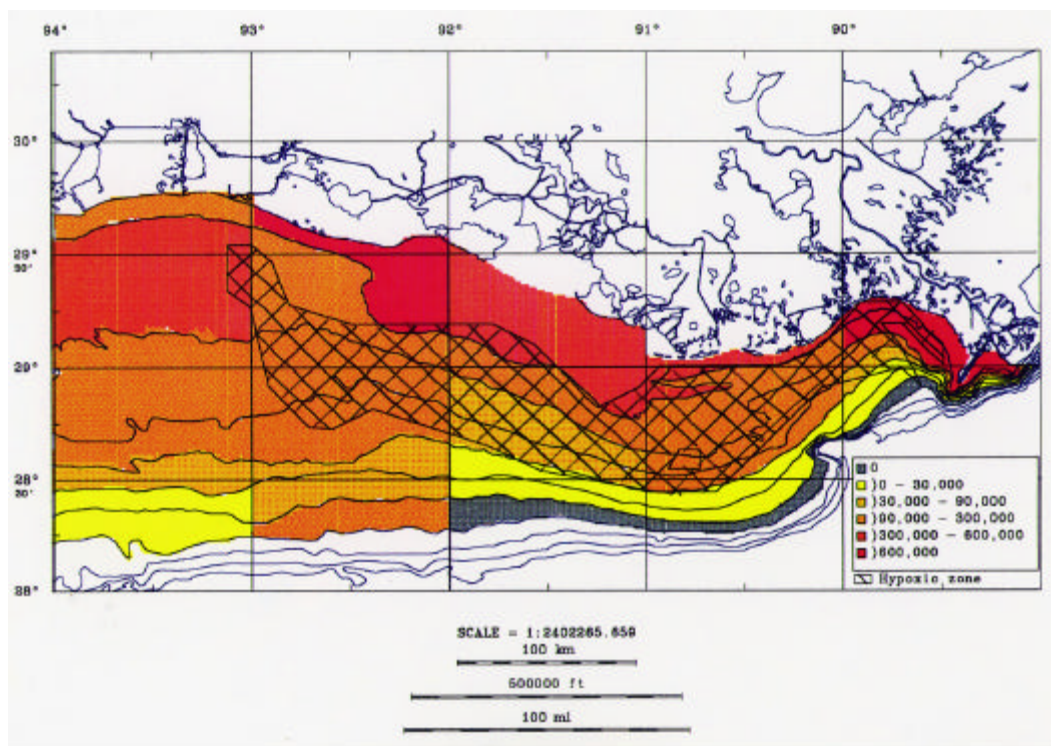 94° 93° 92° 91° 90°
30°
29°
30'
29°
28°
30'
28°
0
}0 - 30,000
}30,000 - 90,000
}90,000 - 300,000
}300,000 - 600,000
}600,000
Hypoxic zone
SCALE = 1:2402265.659
100 km
500000 ft
100 mi